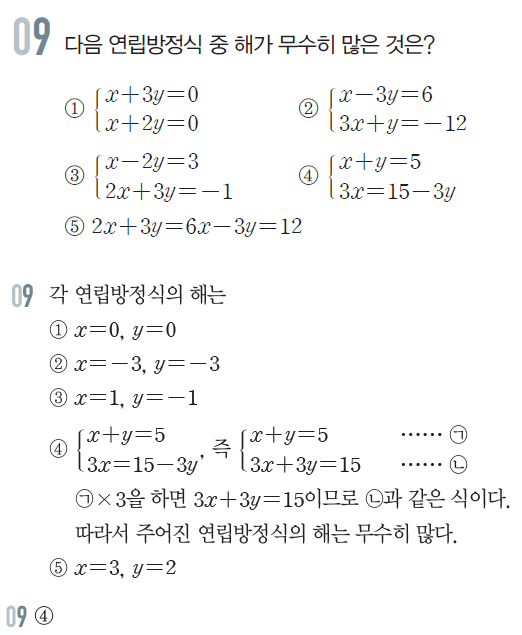 09 다음 연립방정식 중 해가 무수히 많은 것은?
① { x+3y=0 ② { x-3y=6
x+2y=0 3x+y=-12
③ { x-2y=3 ④ { x+y=5
2x+3y=-1 3x=15-3y
⑤ 2x+3y=6x-3y=12
09 각 연립방정식의 해는
① x=0, y=0
② x=-3, y=-3
③ x=1, y=-1
④ { x+y=5 , 즉 { x+y=5 …… ㉠
3x=15-3y 3x+3y=15 …… ㉡
㉠×3을 하면 3x+3y=15이므로 ㉡과 같은 식이다.
따라서 주어진 연립방정식의 해는 무수히 많다.
⑤ x=3, y=2
09 ④